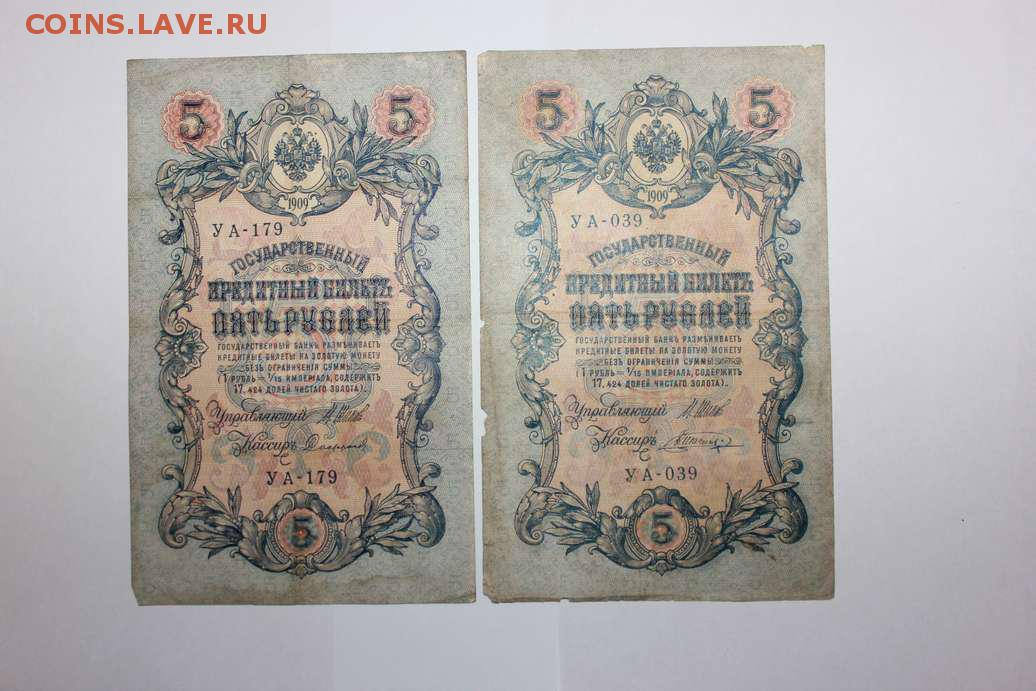 COINS.LAVE.RU
5 5
1909
УА-179
ГОСУДАРСТВЕННЫЙ
КРЕДИТНЫЙ БИЛЕТЪ
ПЯТЬ РУБЛЕЙ
ГОСУДАРСТВЕННЫЙ БАНКЪ РАЗМѢНИВАЕТЪ
КРЕДИТНЫЕ БИЛЕТЫ НА ЗОЛОТУЮ МОНЕТУ
БЕЗЪ ОГРАНИЧЕНІЯ СУММЫ
(1 РУБЛЬ = 1/15 ИМПЕРІАЛА, СОДЕРЖИТЪ
17,424 ДОЛЕЙ ЧИСТАГО ЗОЛОТА).
Управляющій
Кассиръ
УА-179
5
5 5
1909
УА-039
ГОСУДАРСТВЕННЫЙ
КРЕДИТНЫЙ БИЛЕТЪ
ПЯТЬ РУБЛЕЙ
ГОСУДАРСТВЕННЫЙ БАНКЪ РАЗМѢНИВАЕТЪ
КРЕДИТНЫЕ БИЛЕТЫ НА ЗОЛОТУЮ МОНЕТУ
БЕЗЪ ОГРАНИЧЕНІЯ СУММЫ
(1 РУБЛЬ = 1/15 ИМПЕРІАЛА, СОДЕРЖИТЪ
17,424 ДОЛЕЙ ЧИСТАГО ЗОЛОТА).
Управляющій
Кассиръ
УА-039
5